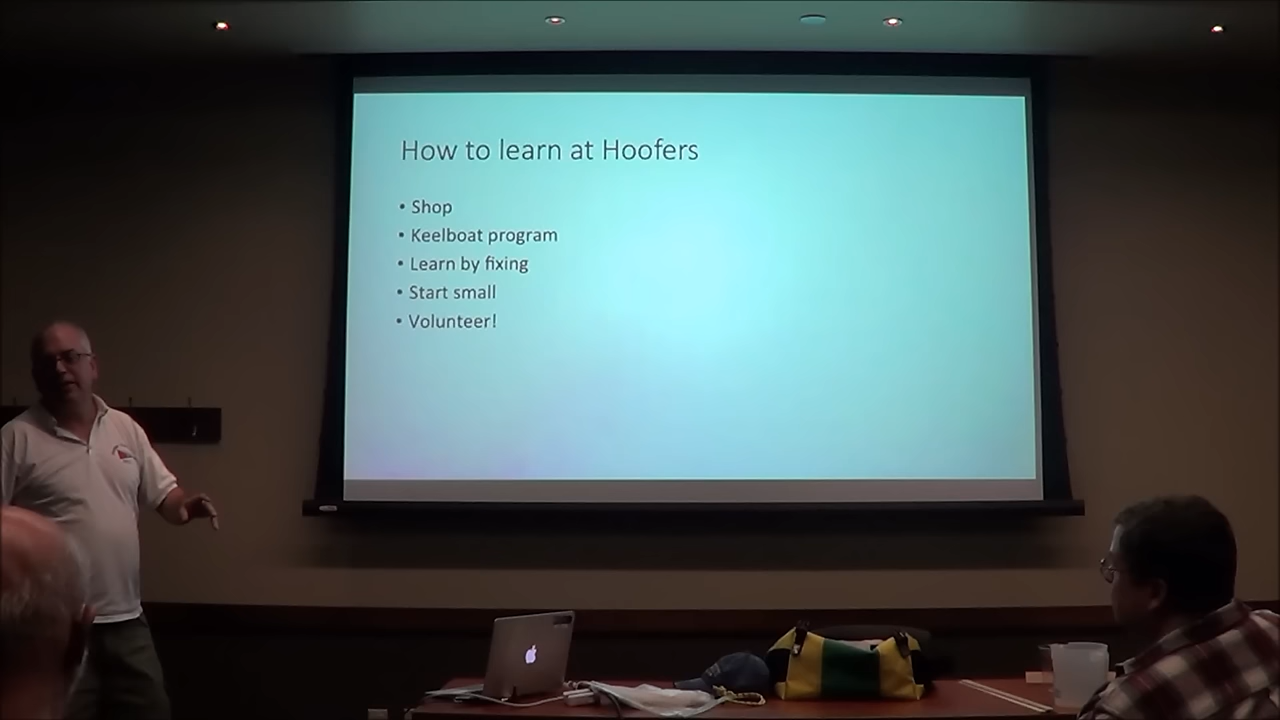 How to learn at Hoofers
• Shop
• Keelboat program
• Learn by fixing
• Start small
• Volunteer!